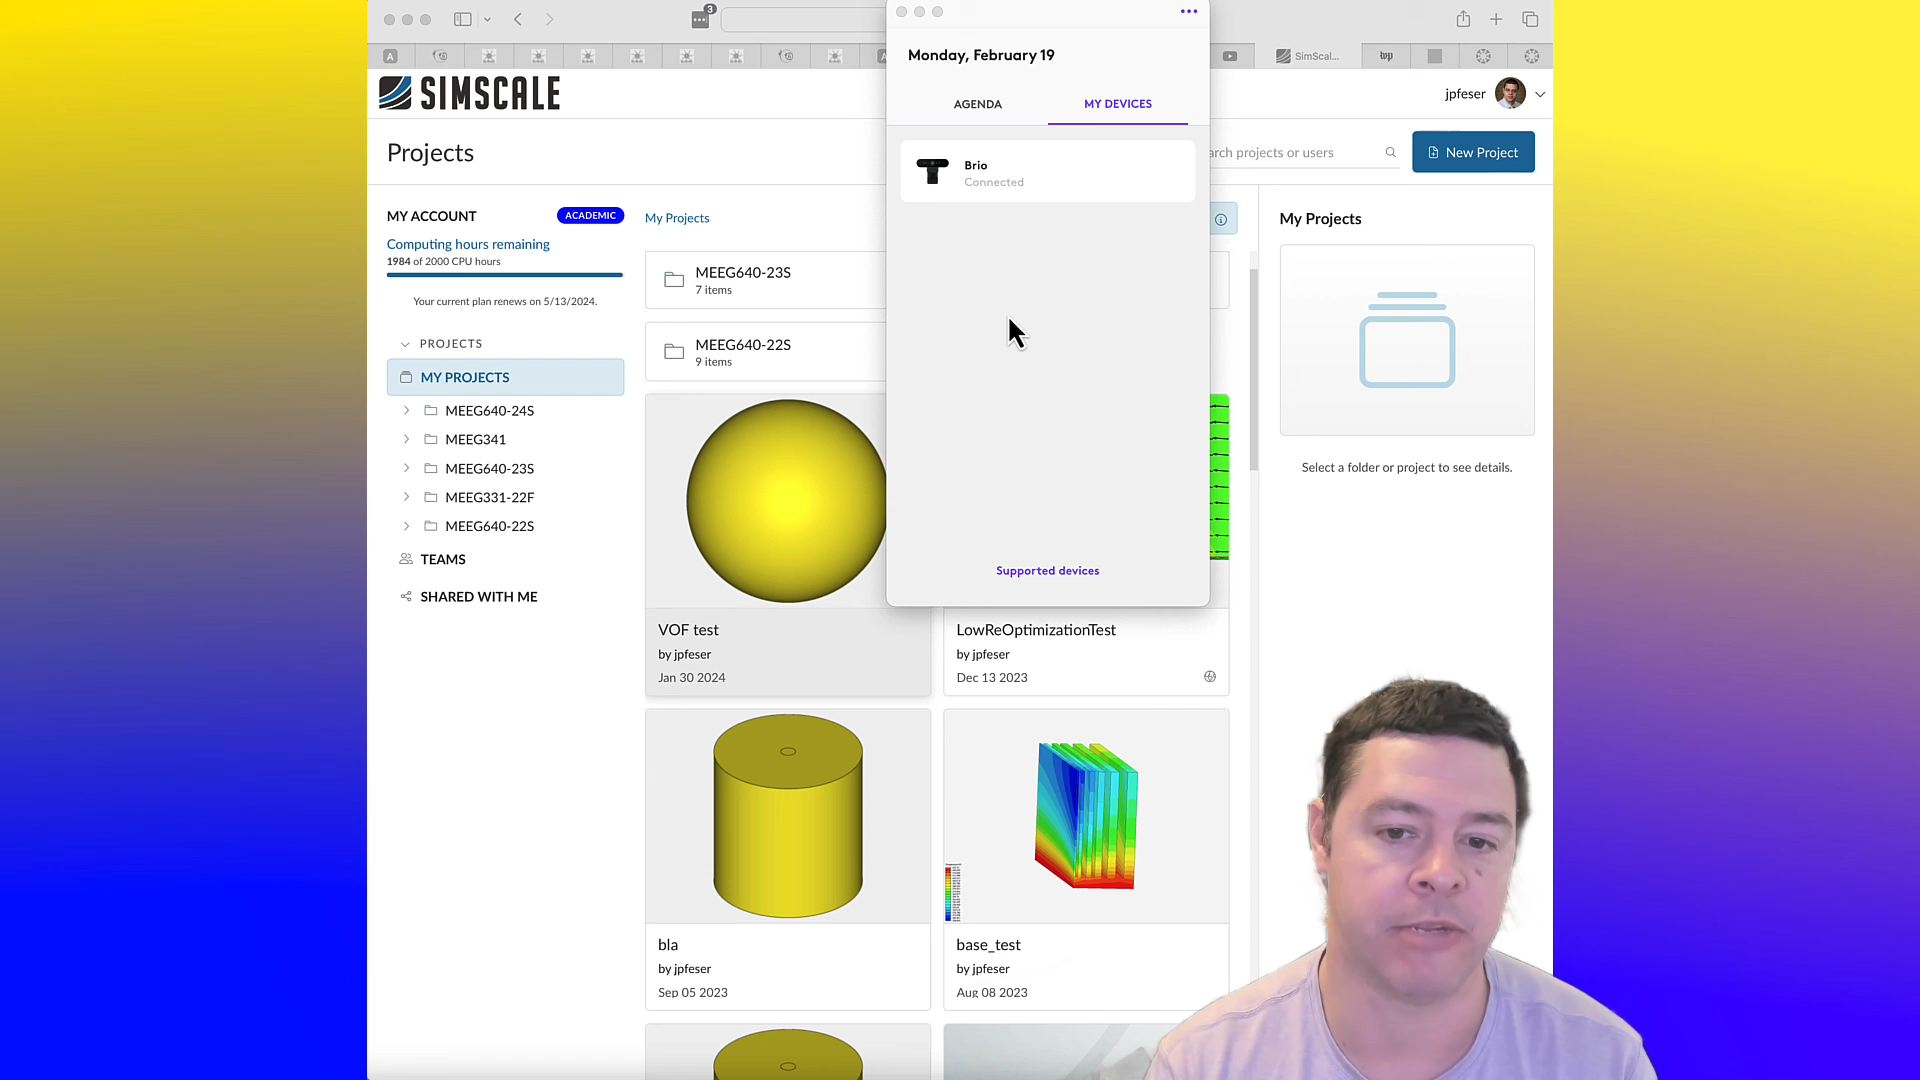 3
SimScal...
Monday, February 19
AGENDA
MY DEVICES
Brio
Connected
Supported devices
SIMSCALE
jpfeser
Projects
arch projects or users
New Project
MY ACCOUNT
ACADEMIC
Computing hours remaining
1984 of 2000 CPU hours
Your current plan renews on 5/13/2024.
PROJECTS
MY PROJECTS
MEEG640-24S
MEEG341
MEEG640-23S
MEEG331-22F
MEEG640-22S
TEAMS
SHARED WITH ME
My Projects
MEEG640-23S
7 items
MEEG640-22S
9 items
VOF test
by jpfeser
Jan 30 2024
LowReOptimizationTest
by jpfeser
Dec 13 2023
bla
by jpfeser
Sep 05 2023
base_test
by jpfeser
Aug 08 2023
My Projects
Select a folder or project to see details.